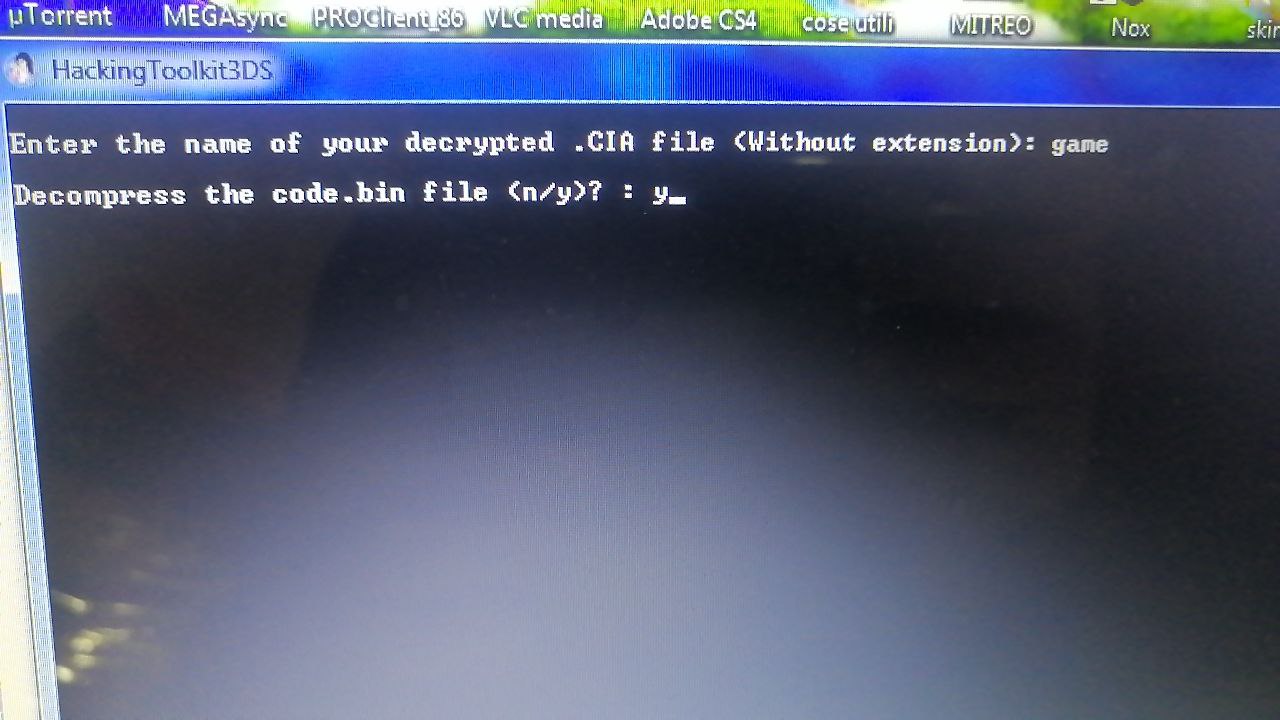 µTorrent MEGAsync PROClient_86 VLC media Adobe CS4 cose utili MITREO Nox skin
HackingToolkit3DS
Enter the name of your decrypted .CIA file (Without extension): game
Decompress the code.bin file (n/y)? : y_